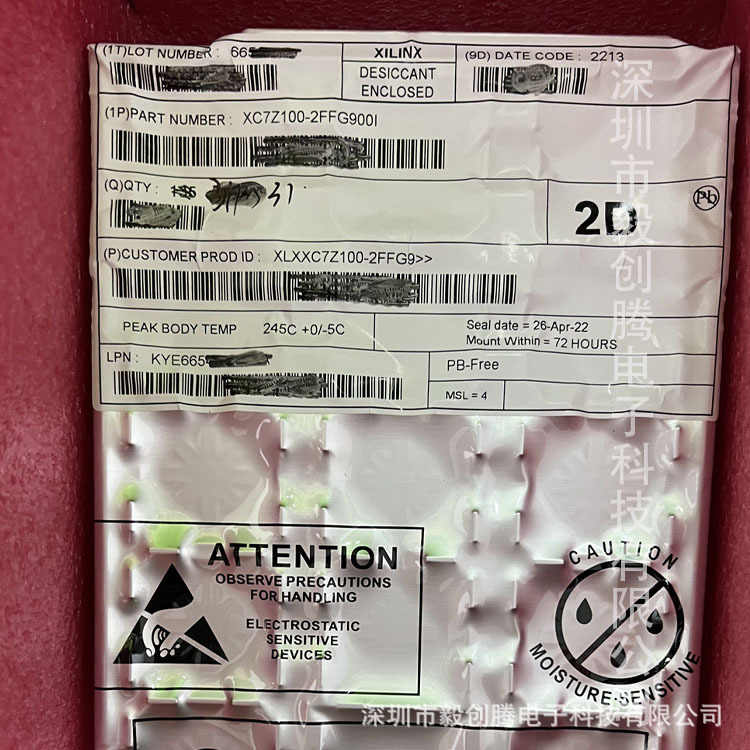 (1T)LOT NUMBER : 665
XILINX
DESICCANT
ENCLOSED
(9D) DATE CODE : 2213
(1P)PART NUMBER : XC7Z100-2FFG900I
(Q)QTY :
31
2D
Pb
(P)CUSTOMER PROD ID : XLXXC7Z100-2FFG9>>
PEAK BODY TEMP 245C +0/-5C
Seal date = 26-Apr-22
Mount Within = 72 HOURS
LPN : KYE665
PB-Free
MSL = 4
ATTENTION
OBSERVE PRECAUTIONS
FOR HANDLING
ELECTROSTATIC
SENSITIVE
DEVICES
CAUTION
MOISTURE-SENSITIVE
深圳市毅创腾电子科技有限公
深圳市毅创腾电子科技有限公司